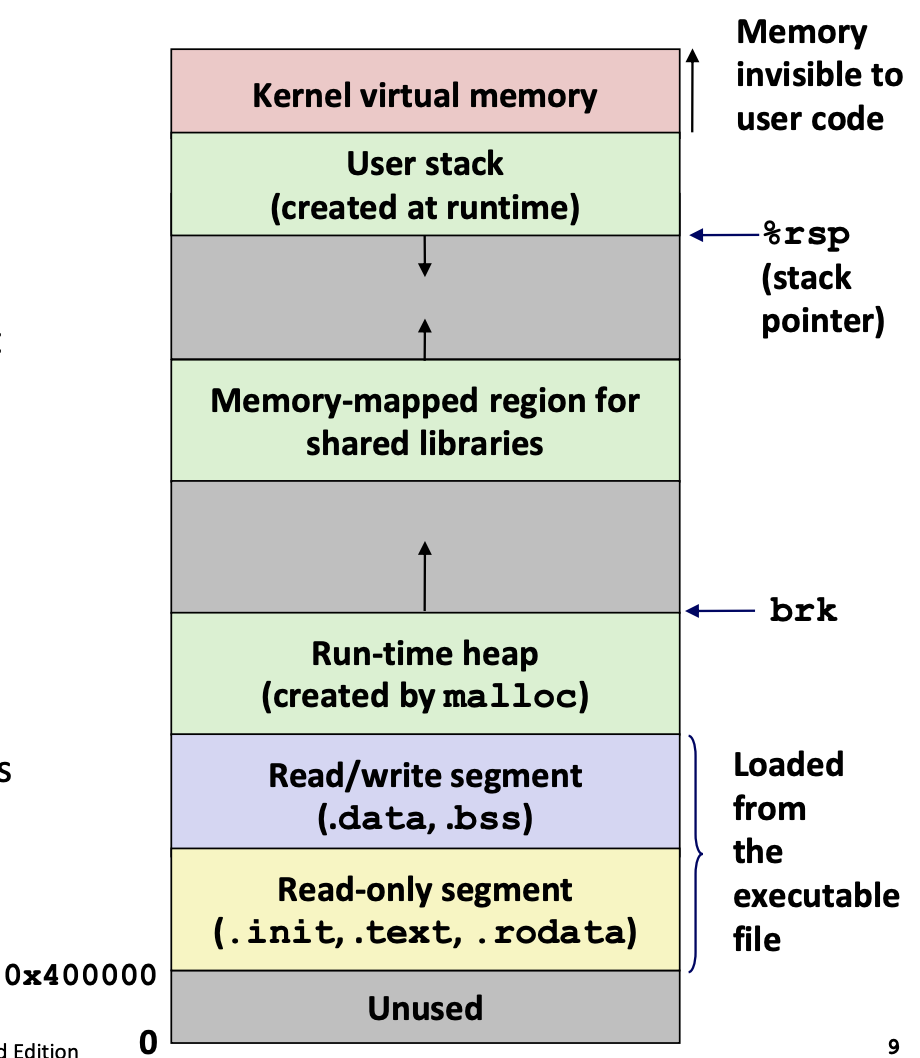 Memory
invisible to
user code
Kernel virtual memory
User stack
(created at runtime)
%rsp
(stack
pointer)
Memory-mapped region for
shared libraries
brk
Run-time heap
(created by malloc)
Read/write segment
(.data, .bss)
Loaded
from
the
executable
file
Read-only segment
(.init, .text, .rodata)
0x400000
Unused
0
d Edition
9